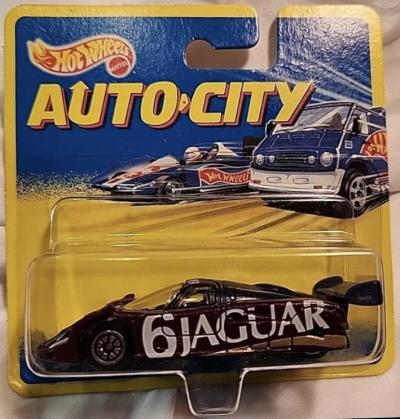 Hot Wheels
MATTEL
AUTO CITY
HOT WHEELS
6 JAGUAR